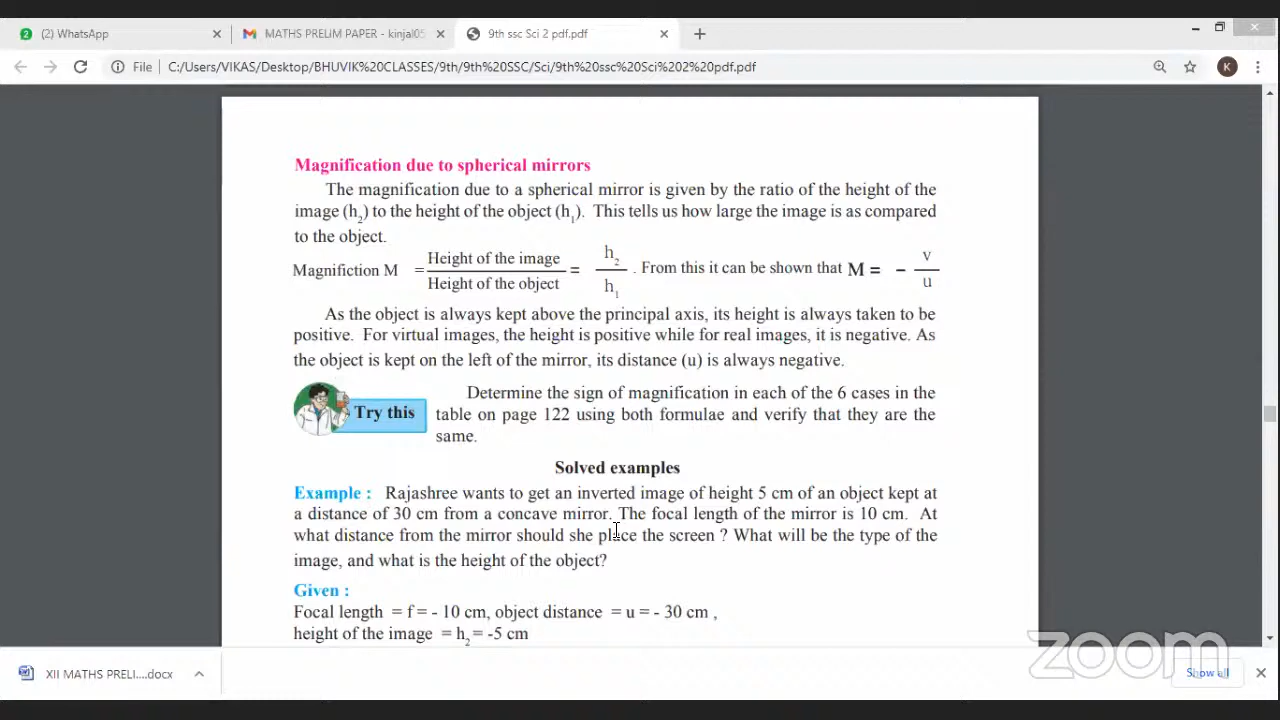 (2) WhatsApp
MATHS PRELIM PAPER - kinjal05
9th ssc Sci 2 pdf.pdf
File C:/Users/VIKAS/Desktop/BHUVIK%20CLASSES/9th/9th%20SSC/Sci/9th%20ssc%20Sci%202%20pdf.pdf
K
Magnification due to spherical mirrors
The magnification due to a spherical mirror is given by the ratio of the height of the
image (h2) to the height of the object (h1). This tells us how large the image is as compared
to the object.
Magnifiction M = Height of the image / Height of the object = h2 / h1 . From this it can be shown that M = - v / u
As the object is always kept above the principal axis, its height is always taken to be
positive. For virtual images, the height is positive while for real images, it is negative. As
the object is kept on the left of the mirror, its distance (u) is always negative.
Try this
Determine the sign of magnification in each of the 6 cases in the
table on page 122 using both formulae and verify that they are the
same.
Solved examples
Example : Rajashree wants to get an inverted image of height 5 cm of an object kept at
a distance of 30 cm from a concave mirror. The focal length of the mirror is 10 cm. At
what distance from the mirror should she place the screen ? What will be the type of the
image, and what is the height of the object?
Given :
Focal length = f = - 10 cm, object distance = u = - 30 cm ,
height of the image = h2 = -5 cm
zoom
XII MATHS PRELI....docx
Show all